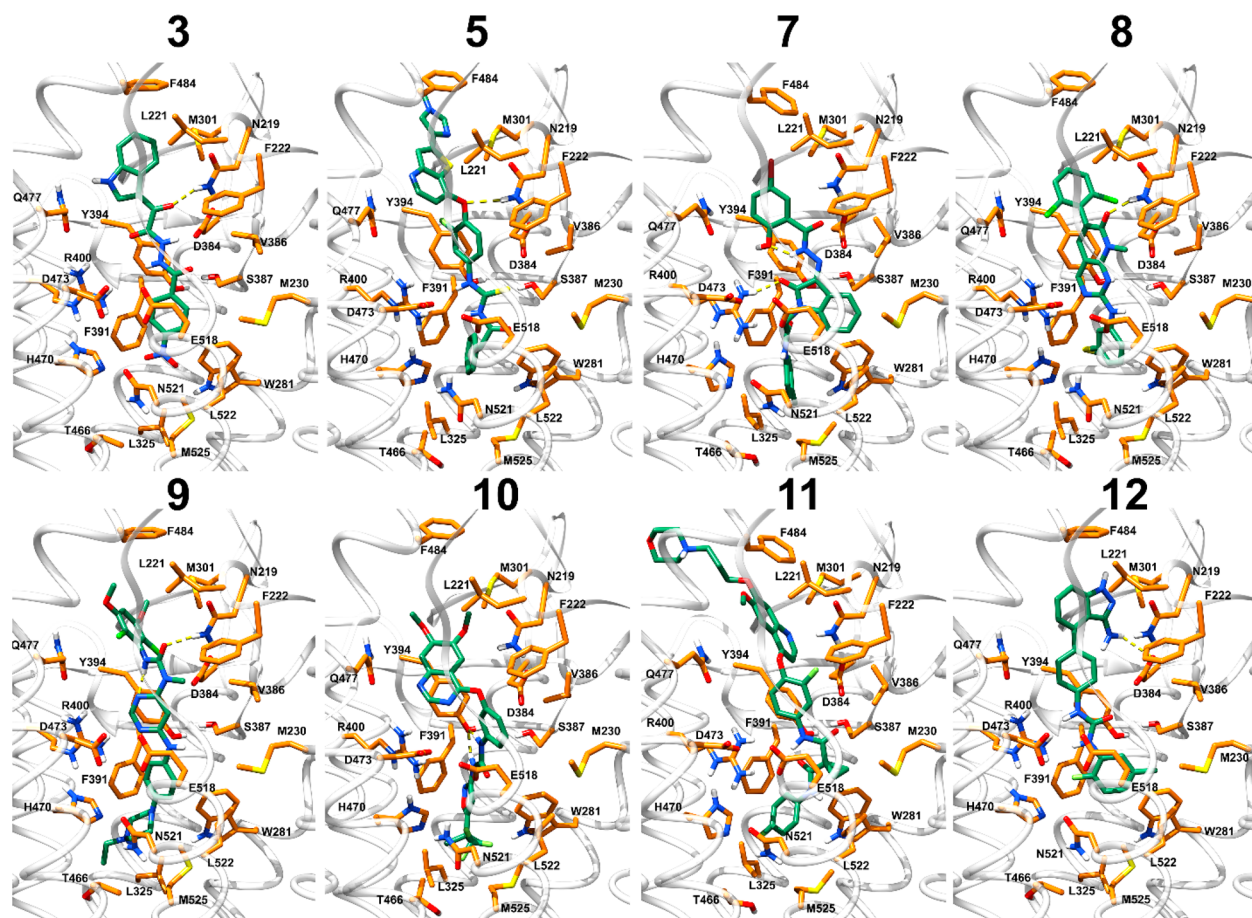 3 5 7 8
F484 F484 F484 F484
L221 M301 N219 F222 Q477 Y394 D384 V386 R400 D473 S387 M230 F391 E518 H470 W281 N521 L522 T466 L325 M525
M301 N219 L221 F222 Q477 Y394 V386 D384 R400 S387 M230 F391 D473 E518 H470 W281 N521 L522 L325 T466 M525
L221 M301 N219 F222 Y394 Q477 V386 D384 R400 F391 S387 M230 D473 E518 H470 W281 N521 L522 L325 T466 M525
L221 M301 N219 F222 Y394 Q477 V386 D384 R400 F391 S387 M230 D473 E518 H470 W281 N521 L522 L325 T466 M525
9 10 11 12
F484 F484 F484 F484
L221 M301 N219 F222 Q477 Y394 D384 V386 R400 D473 S387 M230 F391 E518 H470 N521 W281 L522 T466 L325 M525
L221 M301 N219 F222 Y394 Q477 V386 D384 R400 F391 S387 M230 D473 E518 H470 W281 N521 L522 L325 T466 M525
L221 M301 N219 F222 Y394 Q477 V386 D384 R400 F391 S387 M230 D473 E518 H470 N521 W281 L522 L325 T466 M525
L221 M301 N219 F222 Q477 Y394 D384 V386 R400 D473 S387 M230 F391 E518 H470 W281 N521 L522 T466 L325 M525